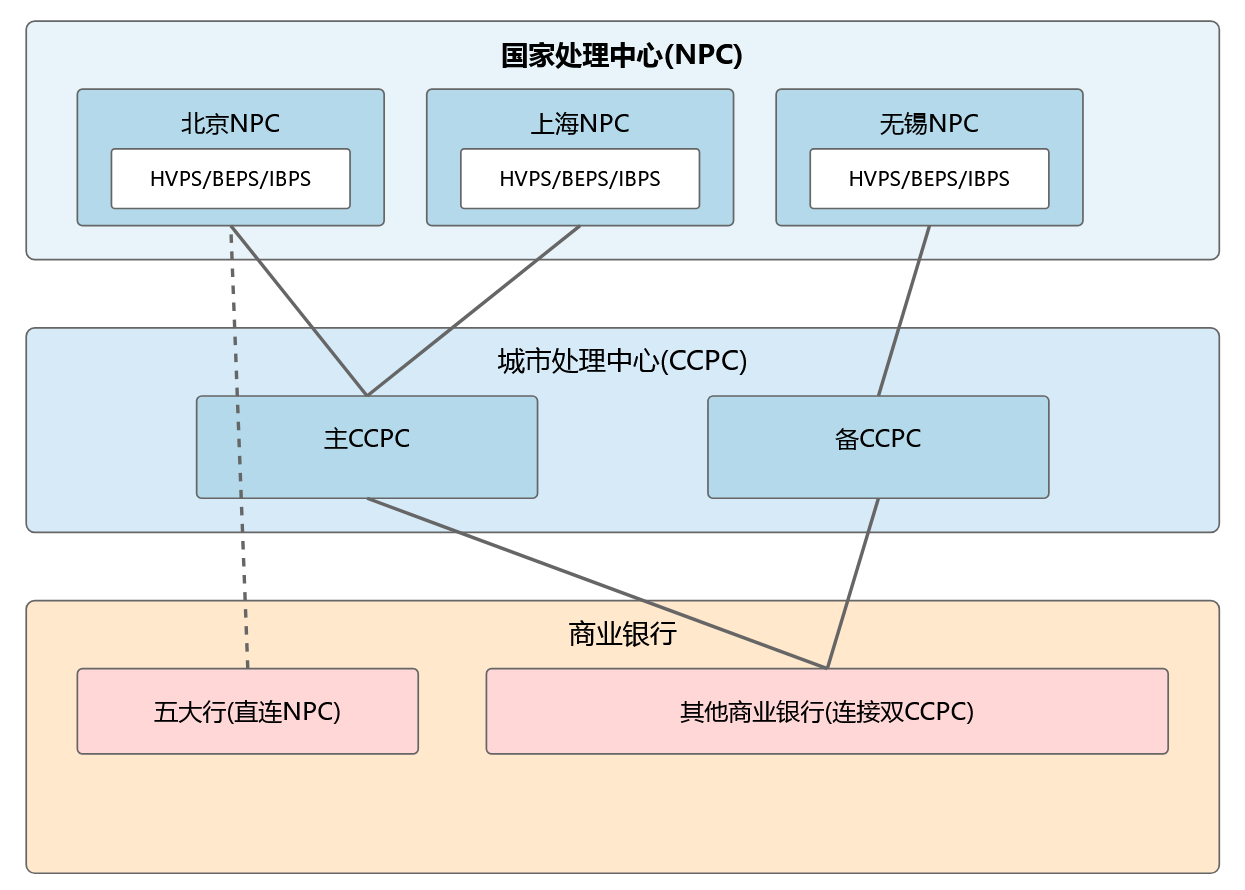 国家处理中心(NPC)
北京NPC
HVPS/BEPS/IBPS
上海NPC
HVPS/BEPS/IBPS
无锡NPC
HVPS/BEPS/IBPS
城市处理中心(CCPC)
主CCPC
备CCPC
商业银行
五大行(直连NPC)
其他商业银行(连接双CCPC)